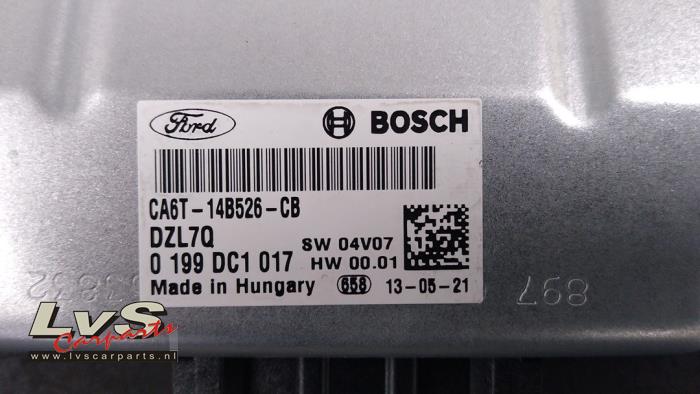 Ford
BOSCH
CA6T-14B526-CB
DZL7Q
SW 04V07
0 199 DC1 017
HW 00.01
Made in Hungary
658
13-05-21
897
LvS
Carparts
www.lvscarparts.nl